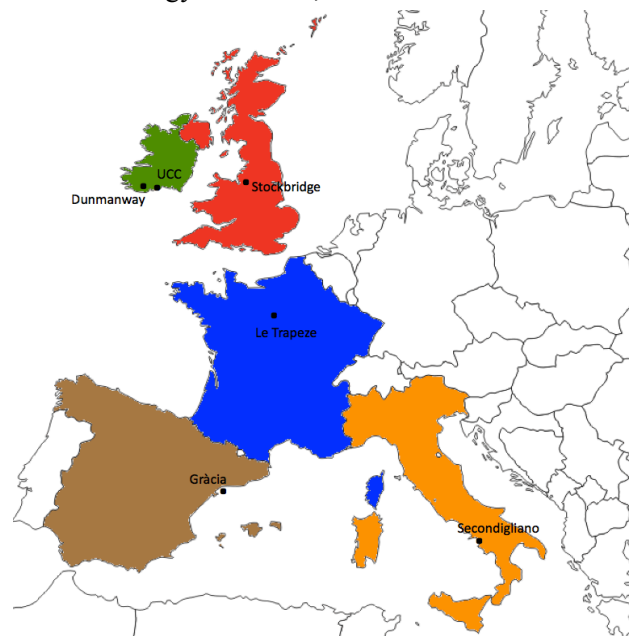 UCC
Stockbridge
Dunmanway
Le Trapeze
Gràcia
Secondigliano